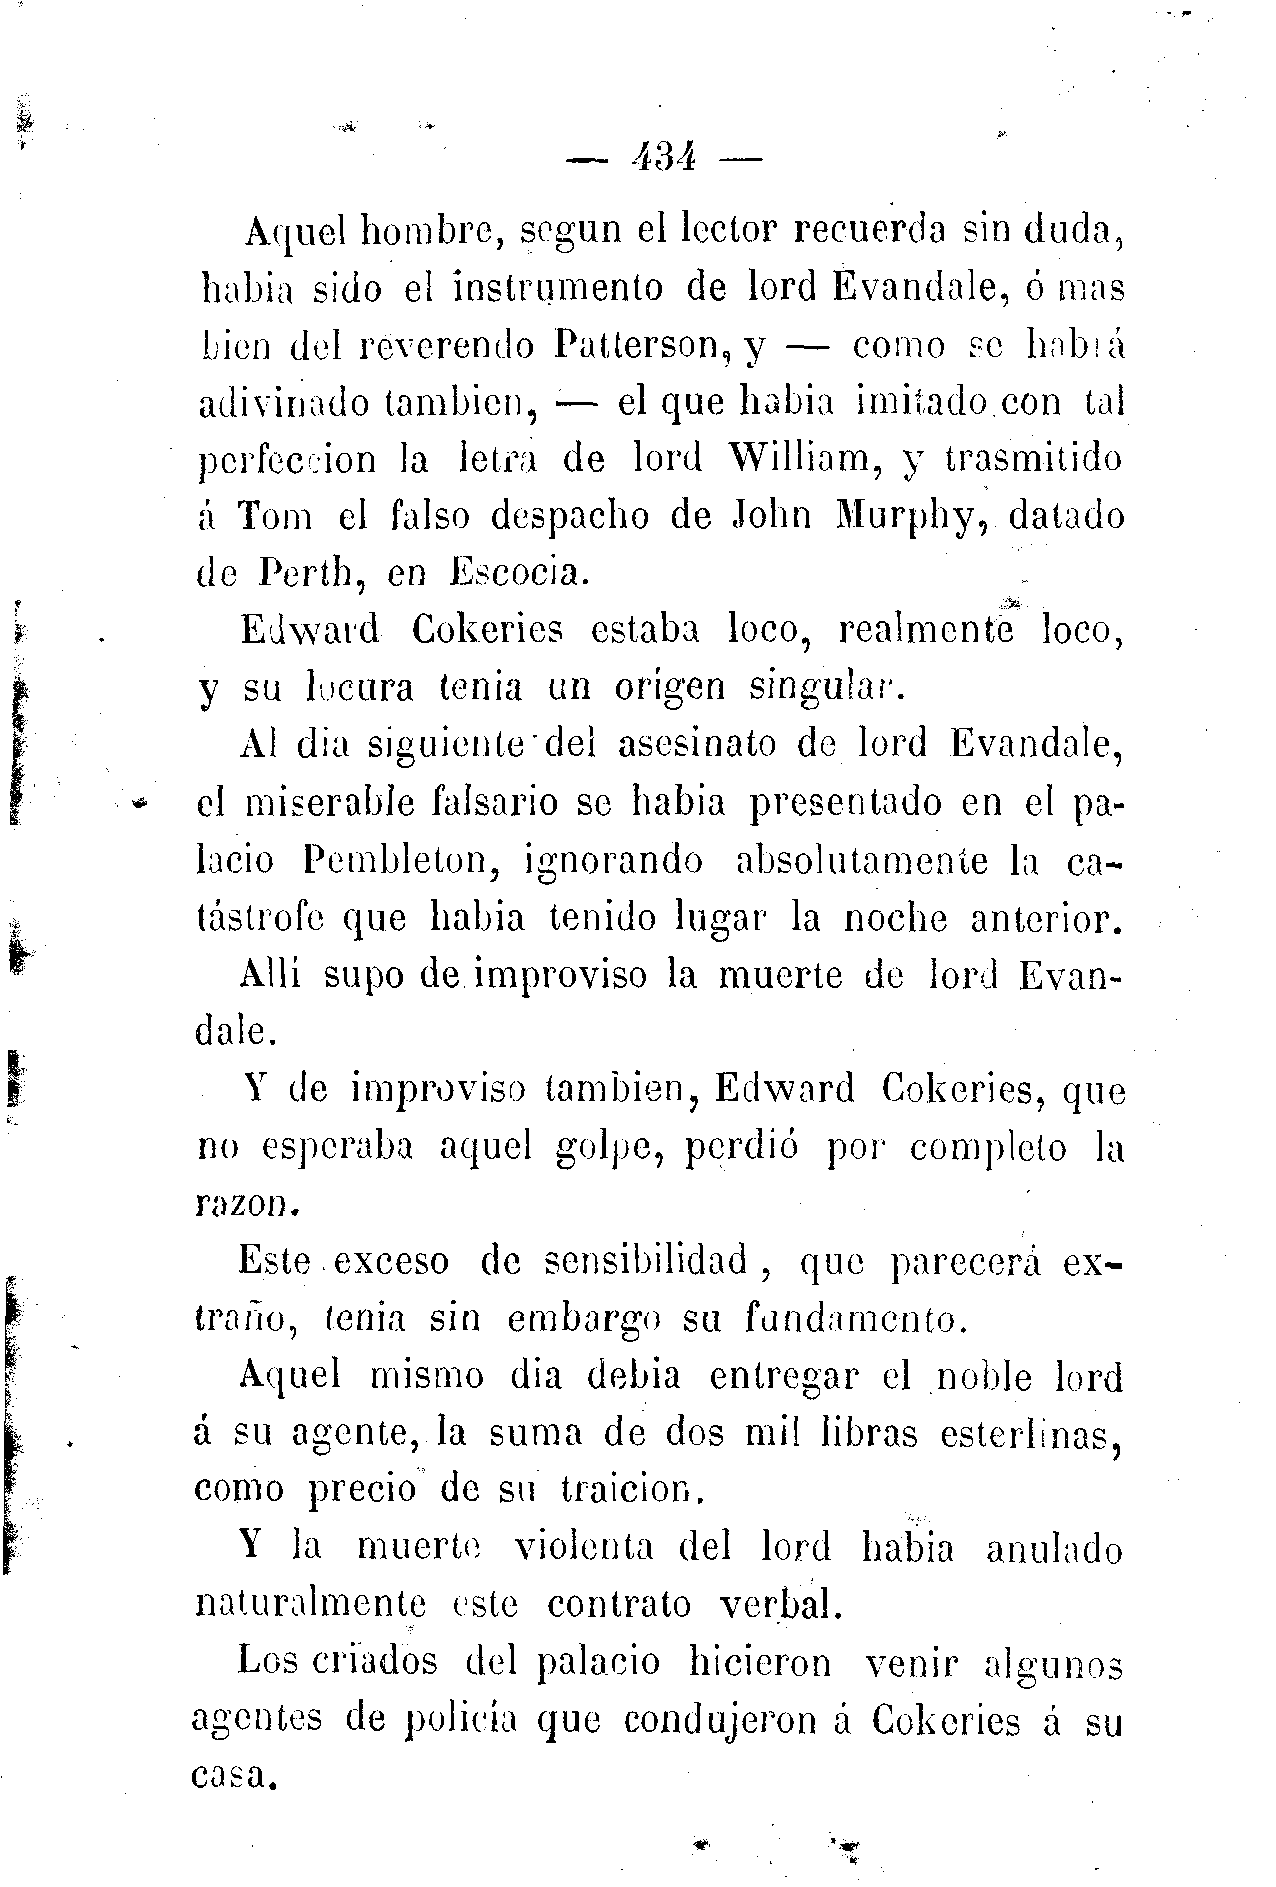 — 434 —
Aquel hombre, segun el lector recuerda sin duda,
habia sido el instrumento de lord Evandale, ó mas
bien del reverendo Patterson, y — como se habrá
adivinado tambien, — el que habia imitado con tal
perfeccion la letra de lord William, y trasmitido
á Tom el falso despacho de John Murphy, datado
de Perth, en Escocia.
Edward Cokeries estaba loco, realmente loco,
y su locura tenia un orígen singular.
Al dia siguiente del asesinato de lord Evandale,
el miserable falsario se habia presentado en el pa-
lacio Pembleton, ignorando absolutamente la ca-
tástrofe que habia tenido lugar la noche anterior.
Allí supo de improviso la muerte de lord Evan-
dale.
Y de improviso tambien, Edward Cokeries, que
no esperaba aquel golpe, perdió por completo la
razon.
Este exceso de sensibilidad, que parecerá ex-
traño, tenia sin embargo su fundamento.
Aquel mismo dia debia entregar el noble lord
á su agente, la suma de dos mil libras esterlinas,
como precio de su traicion.
Y la muerte violenta del lord habia anulado
naturalmente este contrato verbal.
Los criados del palacio hicieron venir algunos
agentes de policía que condujeron á Cokeries á su
casa.